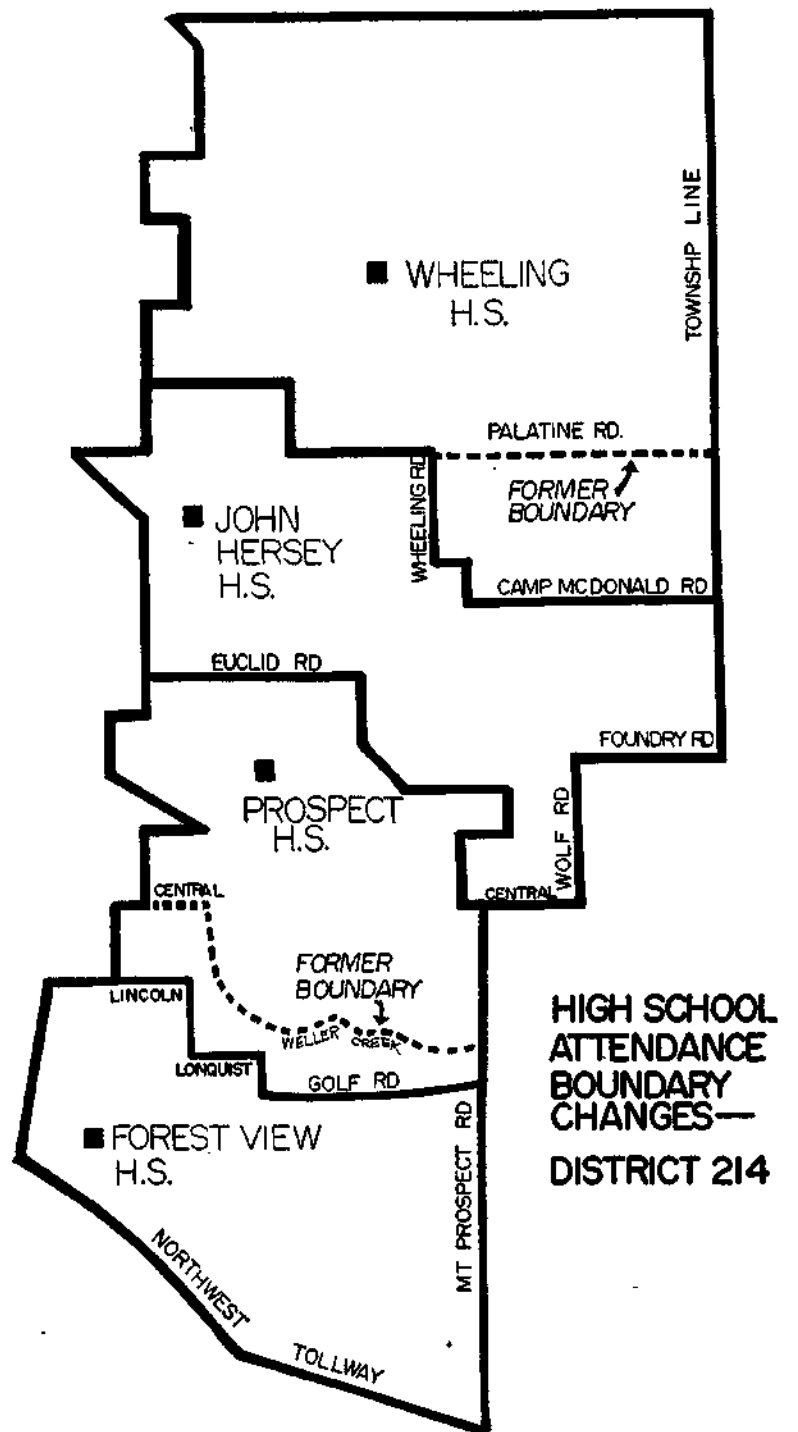 TOWNSHP LINE
WHEELING
H.S.
PALATINE RD.
FORMER
BOUNDARY
WHEELING RD
JOHN
HERSEY
H.S.
CAMP MCDONALD RD
EUCLID RD
FOUNDRY RD
PROSPECT
H.S.
WOLF RD
CENTRAL
CENTRAL
FORMER
BOUNDARY
LINCOLN
WELLER CREEK
LONQUIST
GOLF RD
HIGH SCHOOL
ATTENDANCE
BOUNDARY
CHANGES—
DISTRICT 214
FOREST VIEW
H.S.
MT PROSPECT RD
NORTHWEST
TOLLWAY